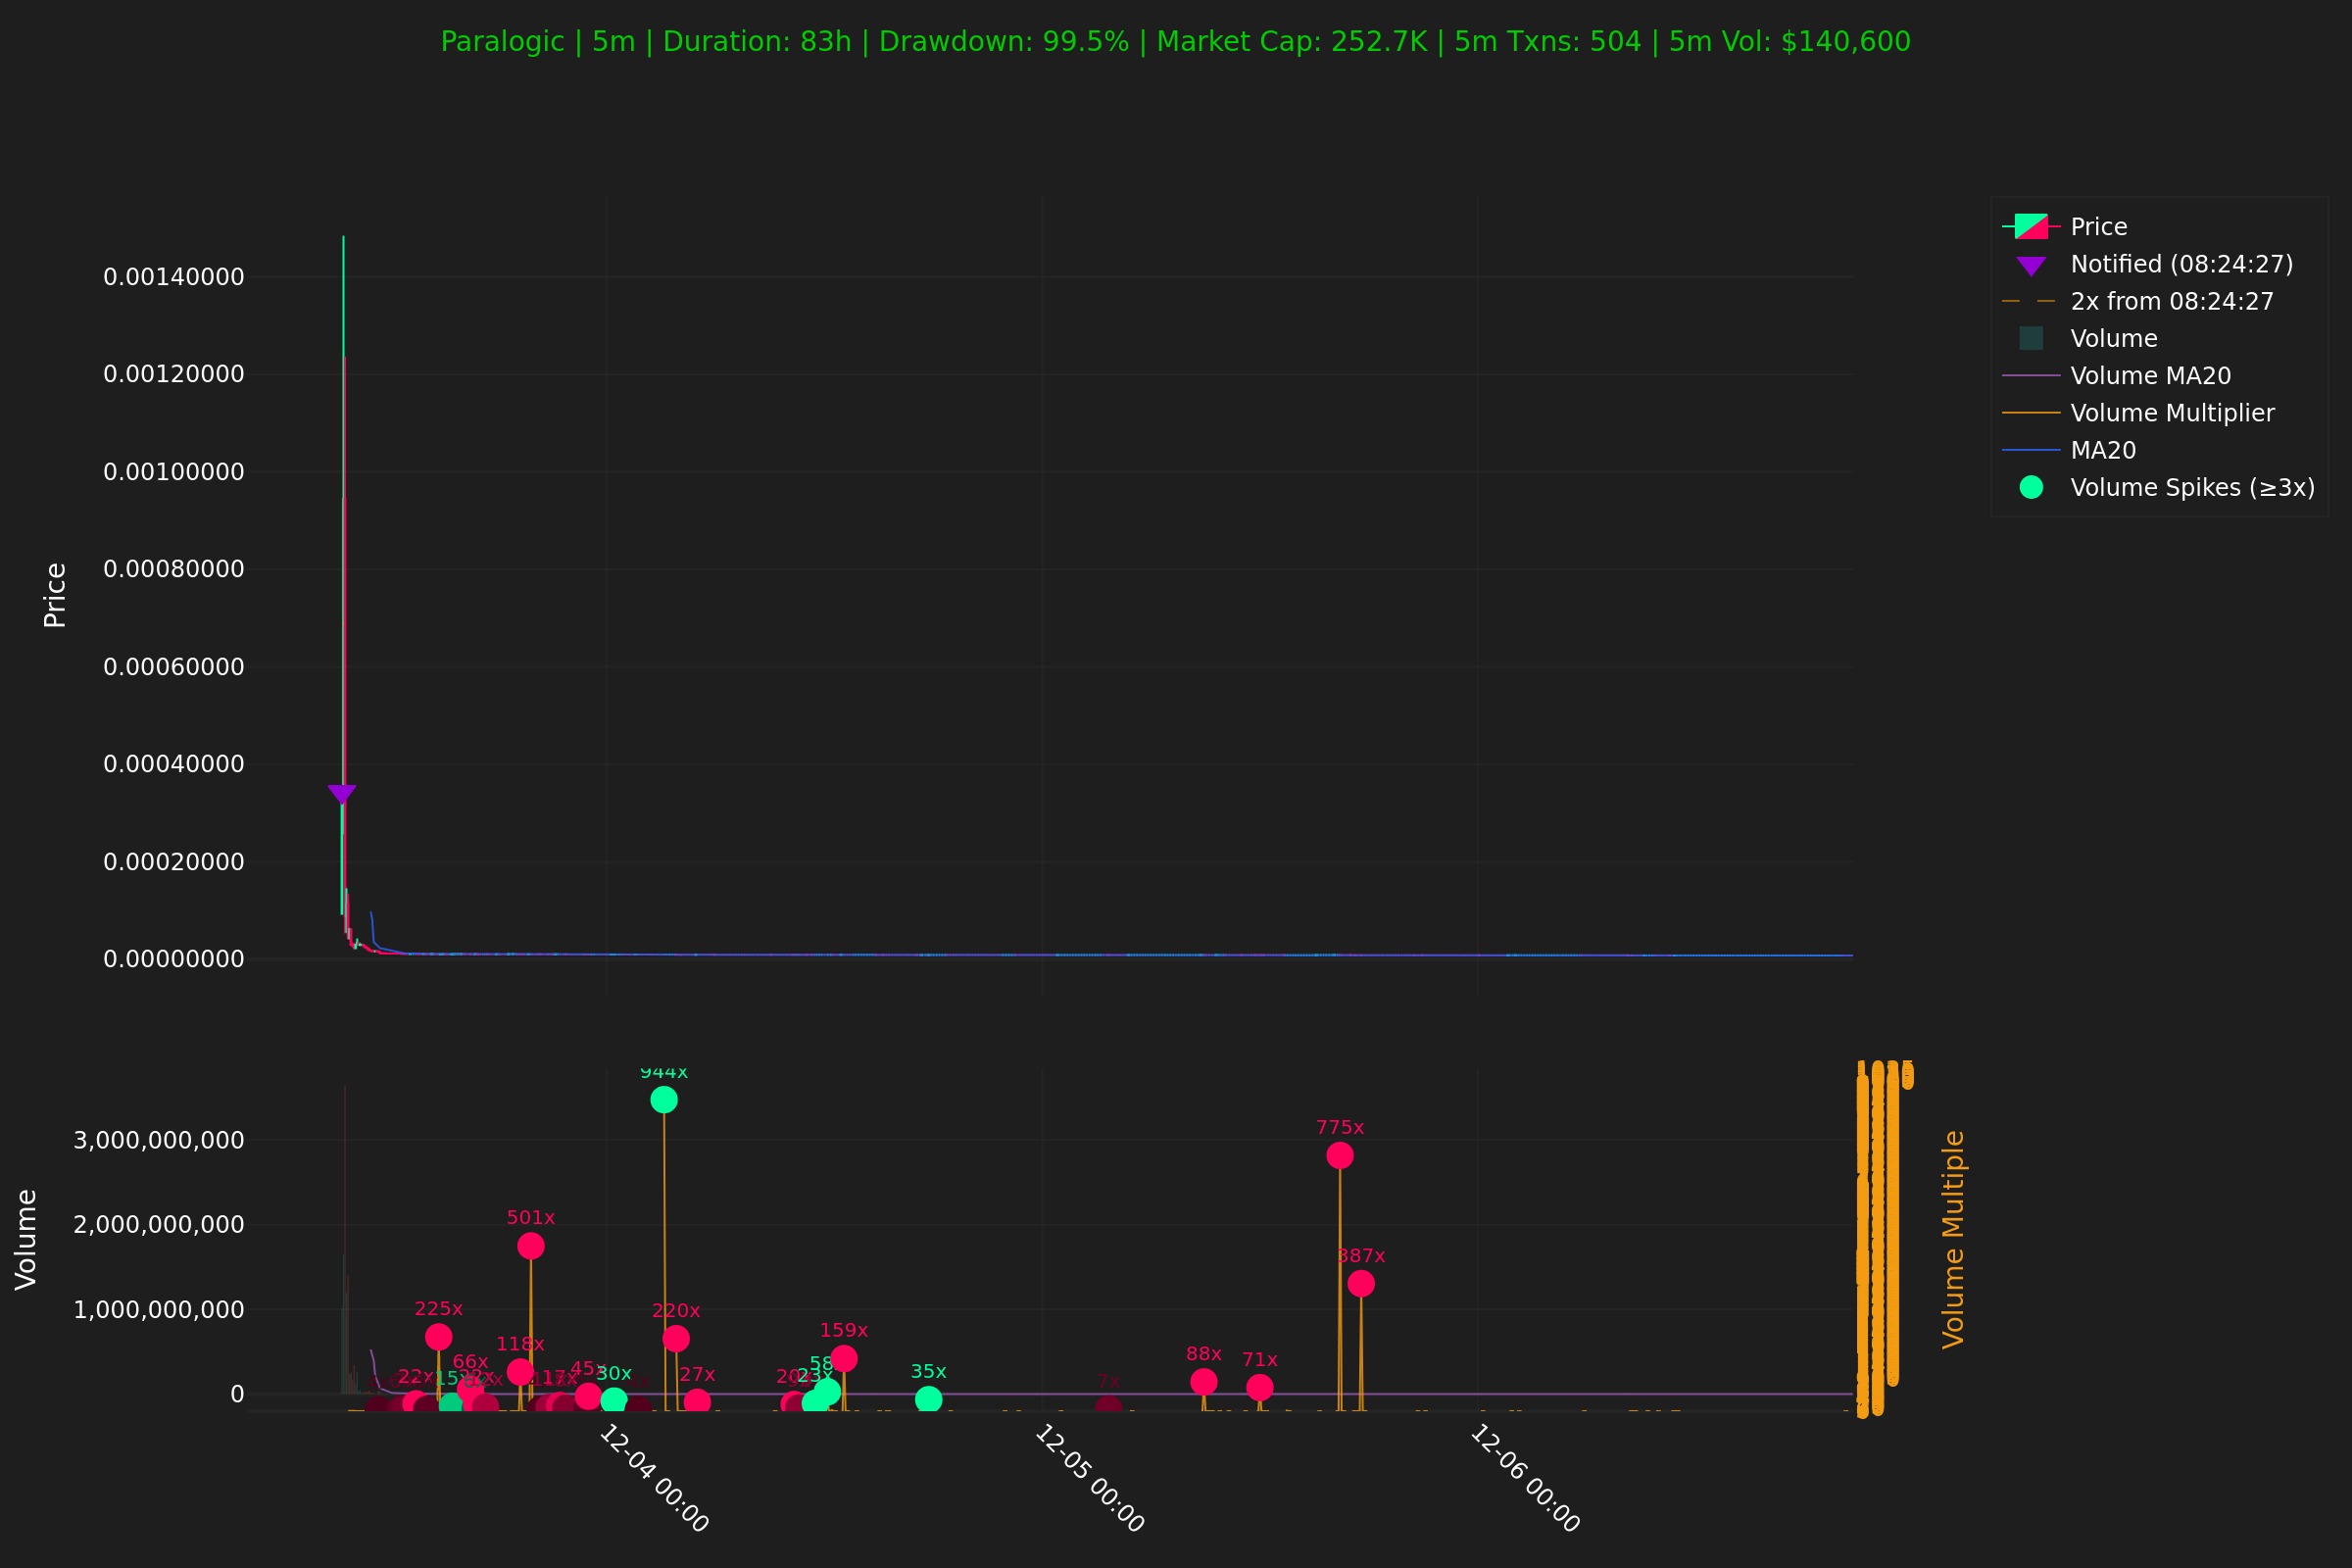 Paralogic | 5m | Duration: 83h | Drawdown: 99.5% | Market Cap: 252.7K | 5m Txns: 504 | 5m Vol: $140,600
Price
Notified (08:24:27)
2x from 08:24:27
Volume
Volume MA20
Volume Multiplier
MA20
Volume Spikes (≥3x)
0.00140000
0.00120000
0.00100000
0.00080000
0.00060000
0.00040000
0.00020000
0.00000000
Price
944x
775x
501x
387x
225x
220x
159x
118x
88x
71x
66x
45x
35x
30x
27x
22x
17x
23x
7x
3,000,000,000
2,000,000,000
1,000,000,000
0
Volume
Volume Multiple
12-04 00:00
12-05 00:00
12-06 00:00